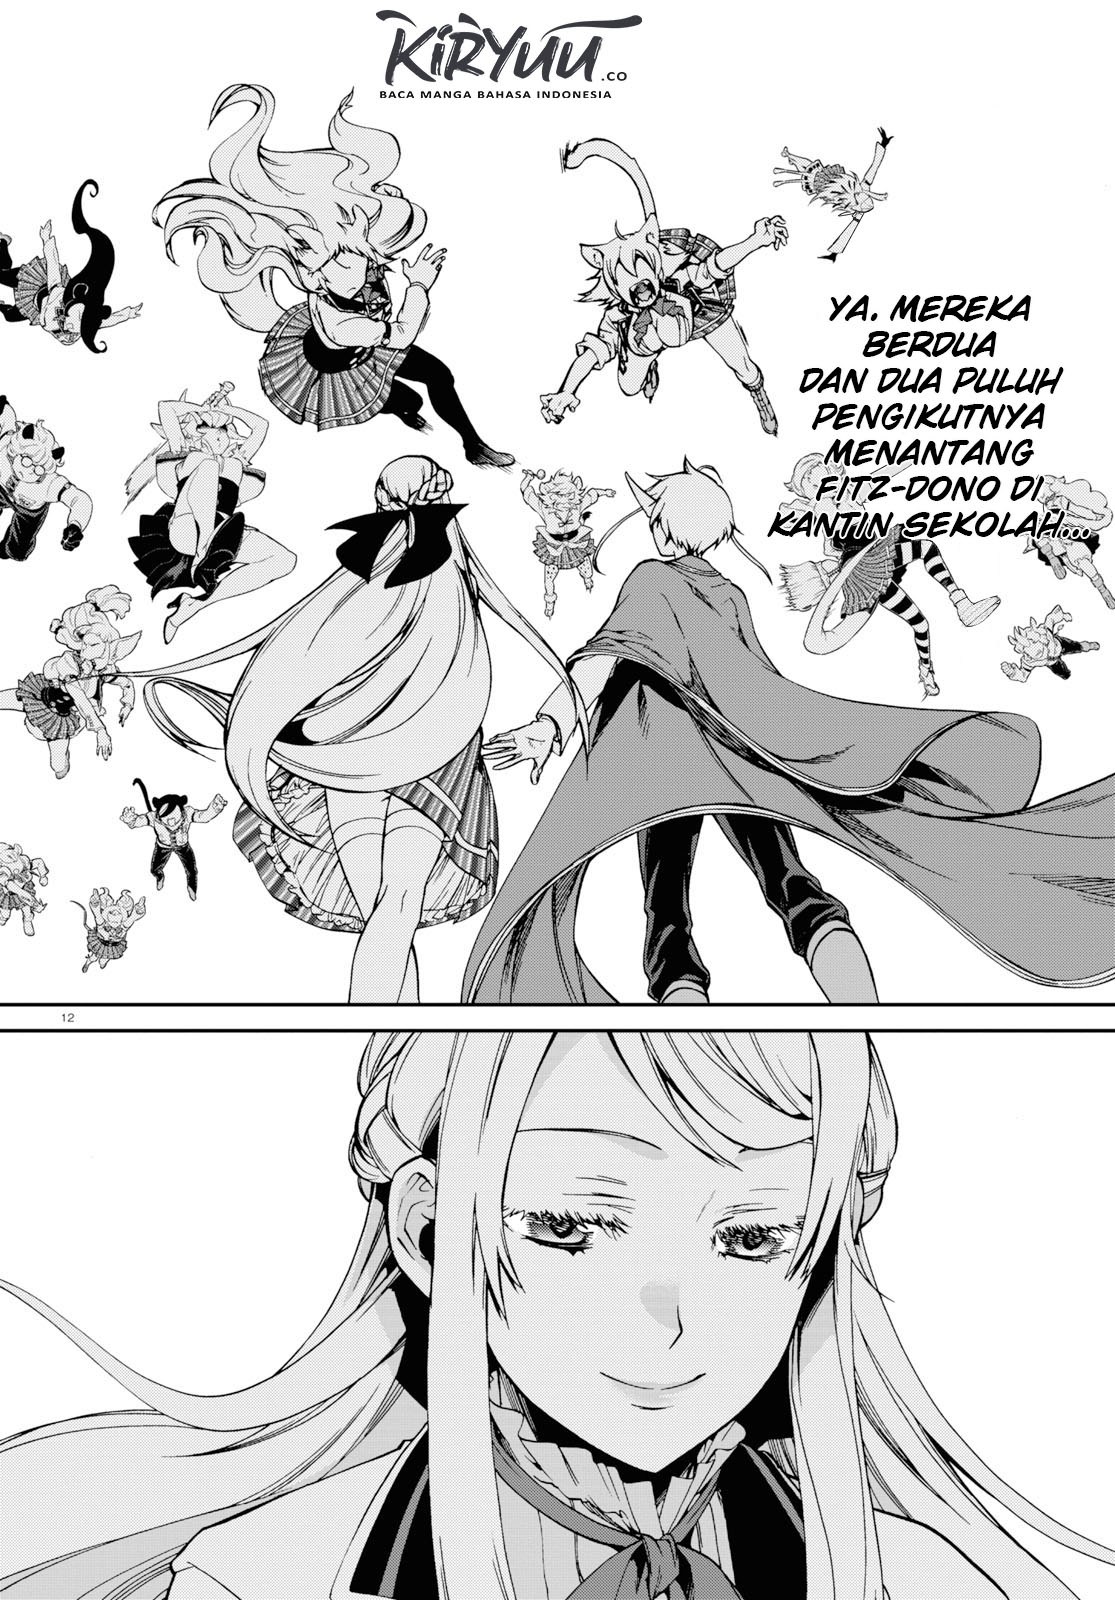 KIRYUU.CO
BACA MANGA BAHASA INDONESIA
YA. MEREKA
BERDUA
DAN DUA PULUH
PENGIKUTNYA
MENANTANG
FITZ-DONO DI
KANTIN SEKOLAH...
12